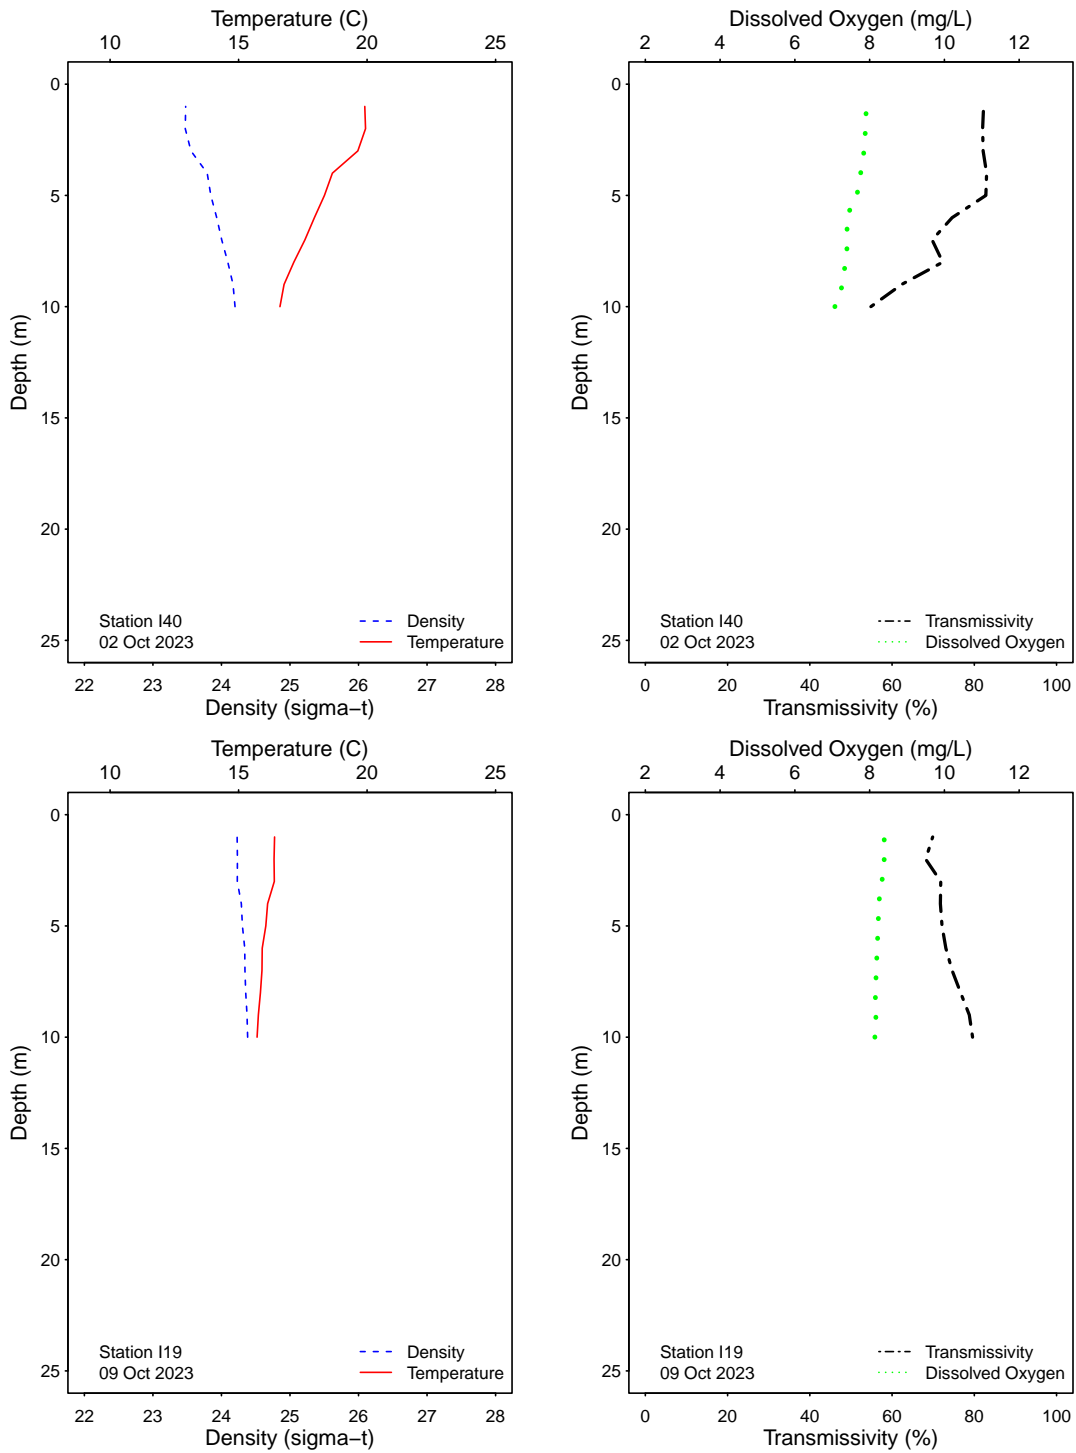 Temperature (C)
10 15 20 25
0
5
10
15
20
25
Depth (m)
Station I40
02 Oct 2023
Density
Temperature
22 23 24 25 26 27 28
Density (sigma−t)
Dissolved Oxygen (mg/L)
2 4 6 8 10 12
0
5
10
15
20
25
Depth (m)
Station I40
02 Oct 2023
Transmissivity
Dissolved Oxygen
0 20 40 60 80 100
Transmissivity (%)
Temperature (C)
10 15 20 25
0
5
10
15
20
25
Depth (m)
Station I19
09 Oct 2023
Density
Temperature
22 23 24 25 26 27 28
Density (sigma−t)
Dissolved Oxygen (mg/L)
2 4 6 8 10 12
0
5
10
15
20
25
Depth (m)
Station I19
09 Oct 2023
Transmissivity
Dissolved Oxygen
0 20 40 60 80 100
Transmissivity (%)